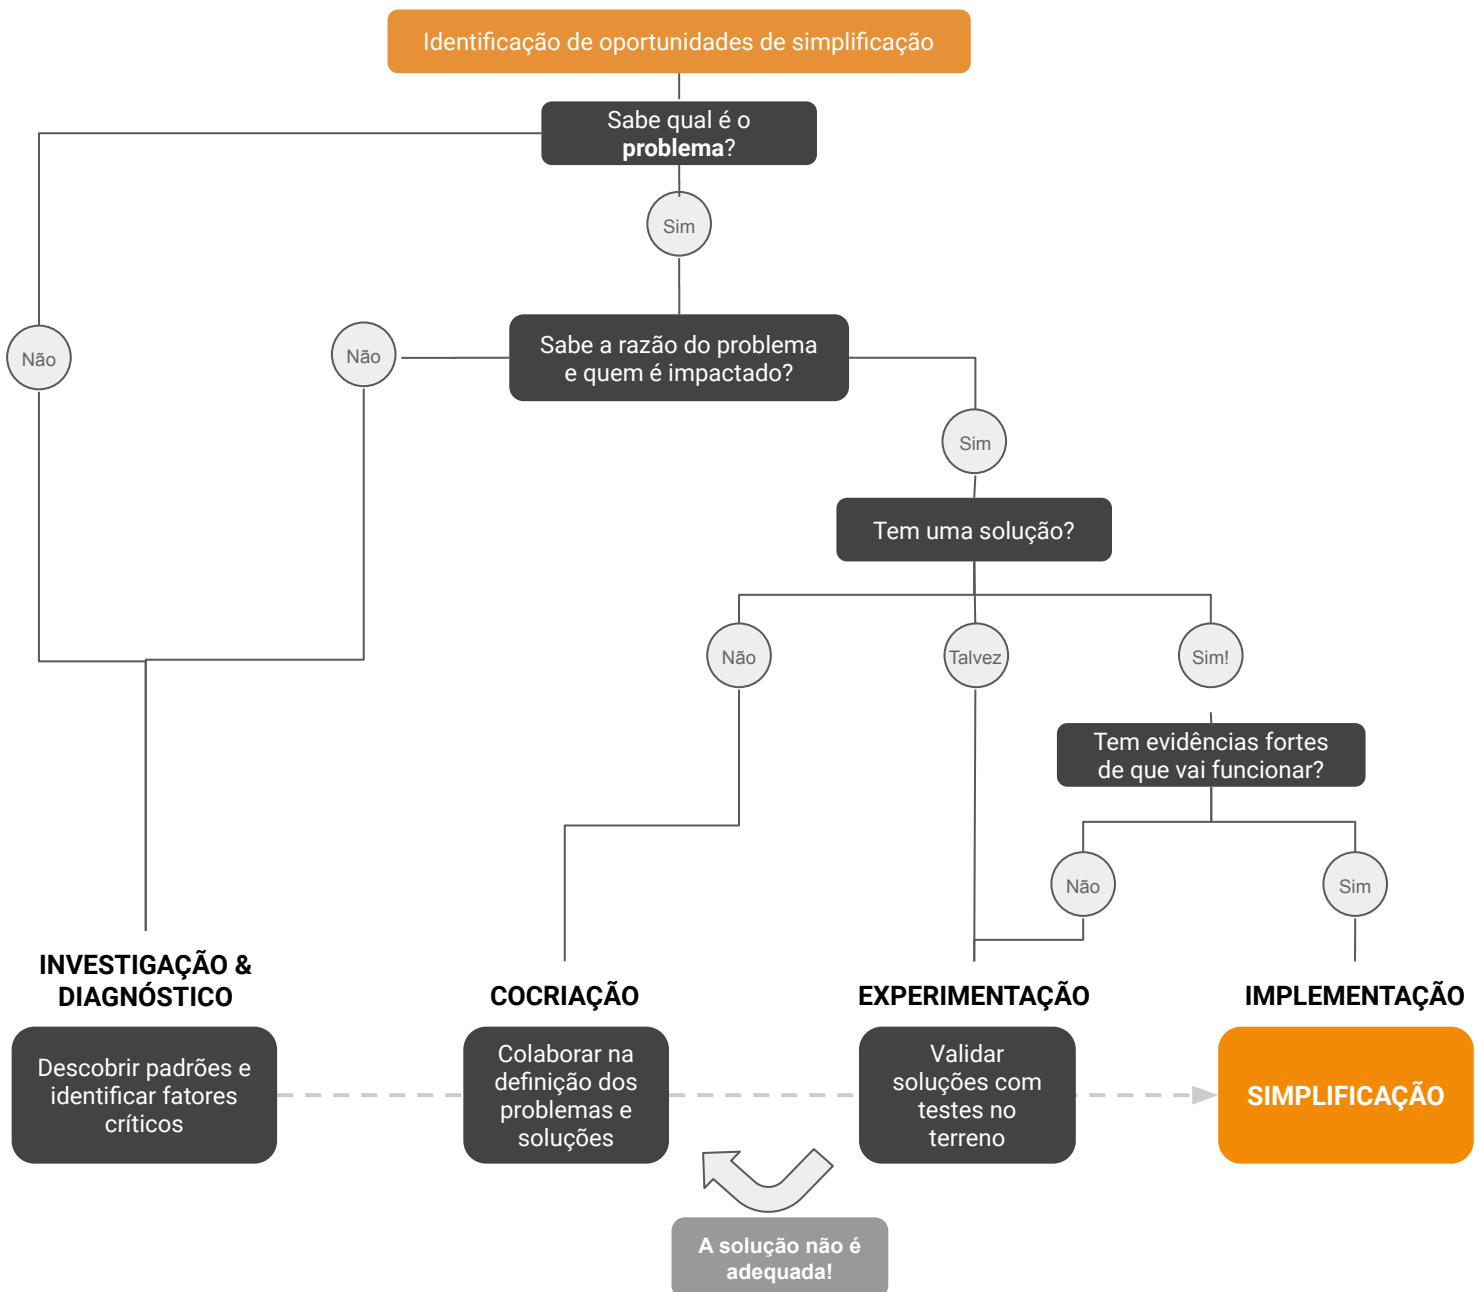 Identificação de oportunidades de simplificação
Sabe qual é o
problema?
Sim
Não
Não
Sabe a razão do problema
e quem é impactado?
Sim
Tem uma solução?
Não
Talvez
Sim!
Tem evidências fortes
de que vai funcionar?
Não
Sim
INVESTIGAÇÃO &
DIAGNÓSTICO
COCRIAÇÃO
EXPERIMENTAÇÃO
IMPLEMENTAÇÃO
Descobrir padrões e
identificar fatores
críticos
Colaborar na
definição dos
problemas e
soluções
Validar
soluções com
testes no
terreno
SIMPLIFICAÇÃO
A solução não é
adequada!